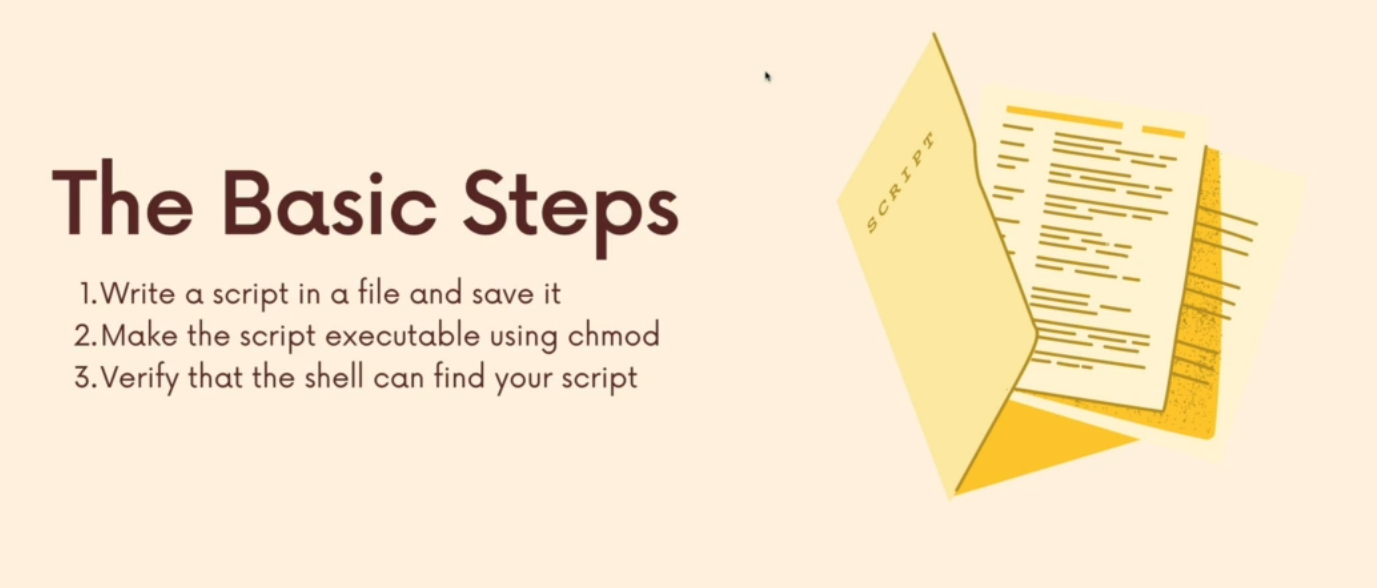 The Basic Steps
1.Write a script in a file and save it
2.Make the script executable using chmod
3.Verify that the shell can find your script
SCRIPT